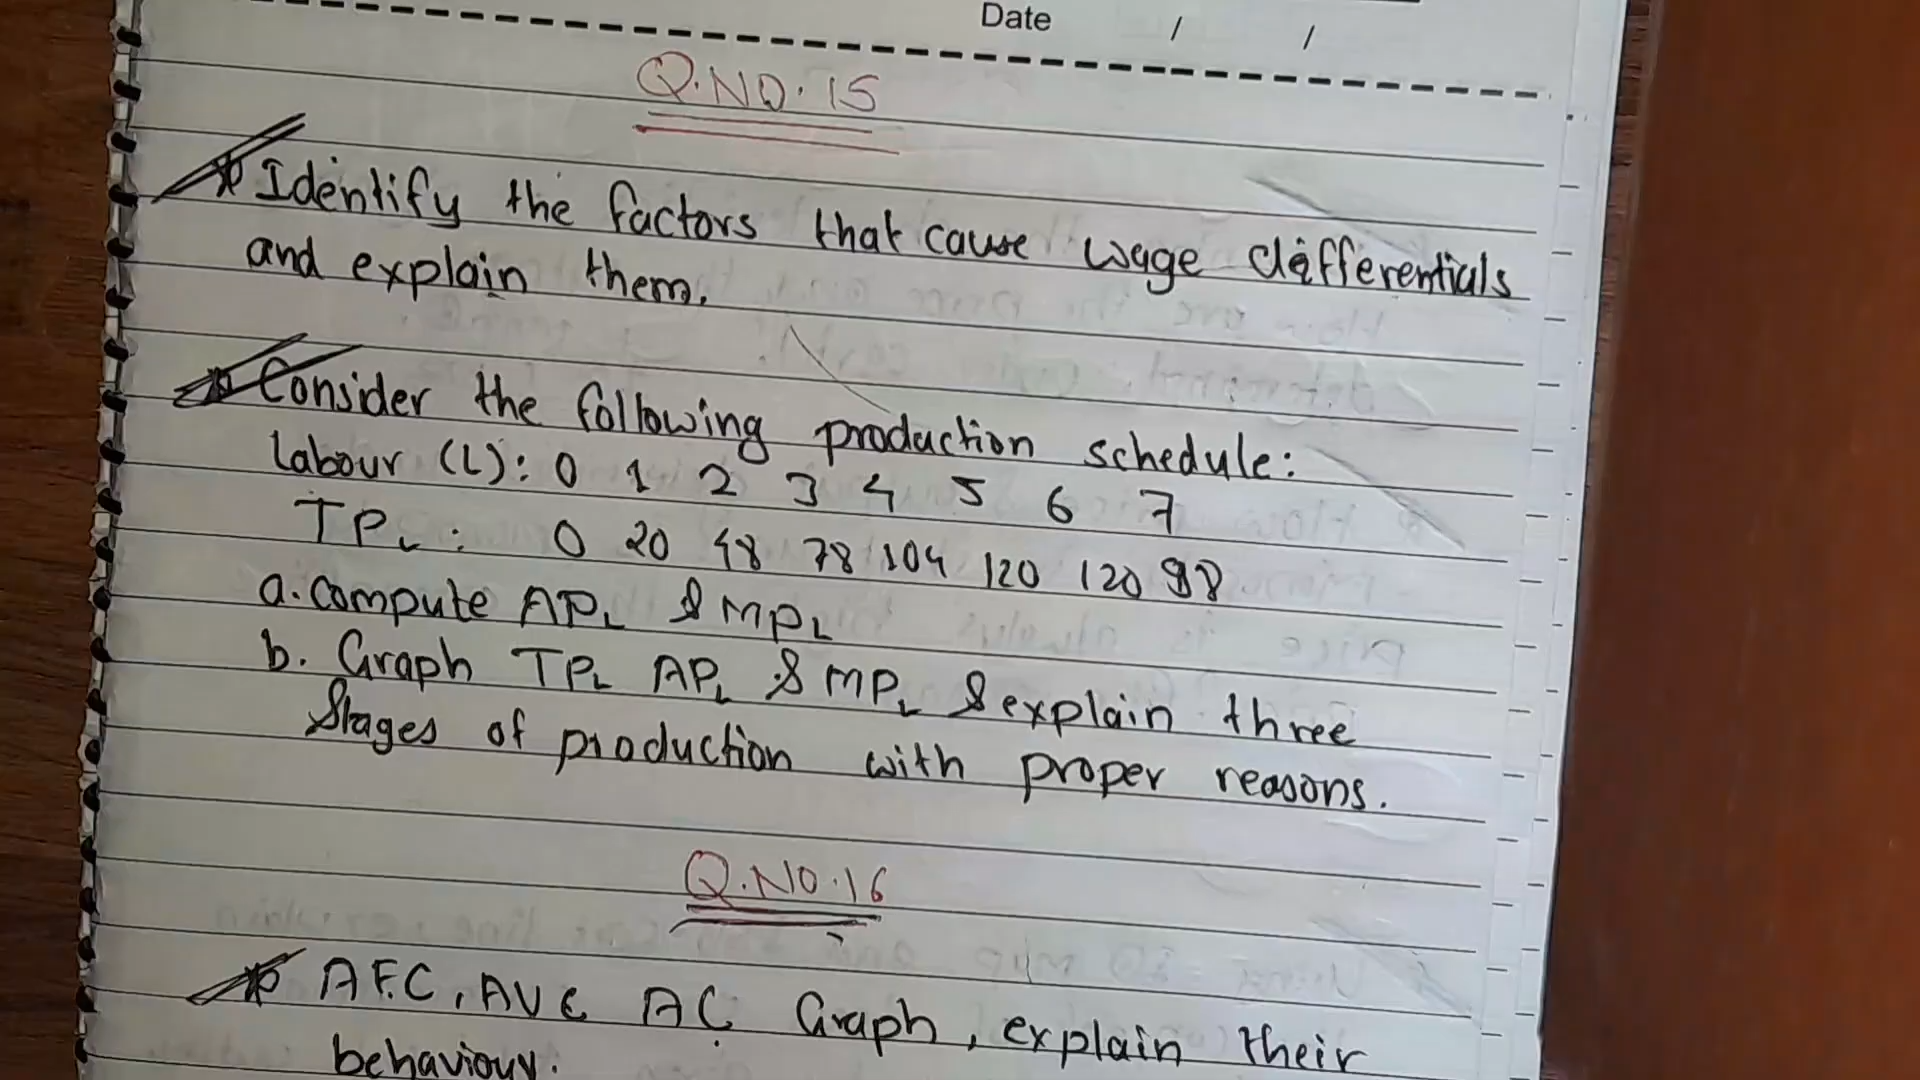 Date / /
Q.NO.15
Identify the factors that cause wage differentials
and explain them.
Consider the following production schedule:
Labour (L): 0 1 2 3 4 5 6 7
TPL: 0 20 48 78 104 120 120 98
a. Compute APL & MPL
b. Graph TPL APL & MPL & explain three
Stages of production with proper reasons.
Q.NO.16
AFC, AVC AC Graph, explain their
behaviour.